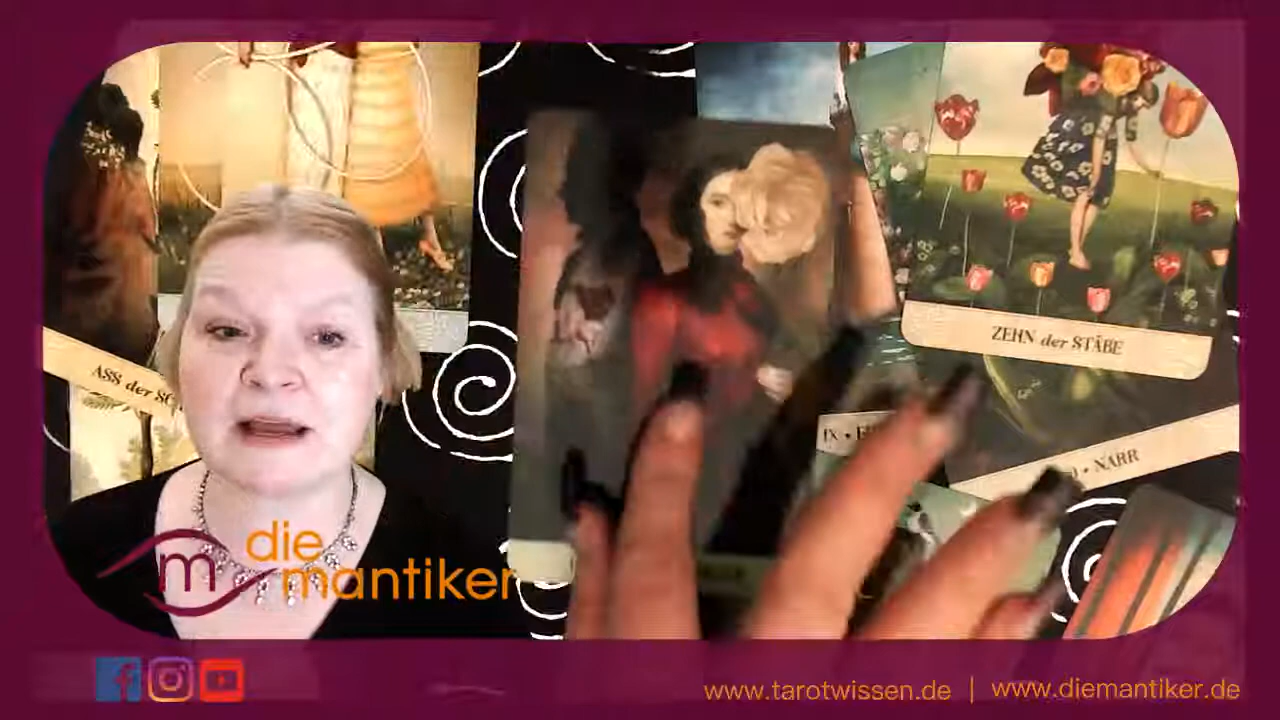 ZEHN der STÄBE
ASS der
NARR
die
m mantiker
www.tarotwissen.de | www.diemantiker.de